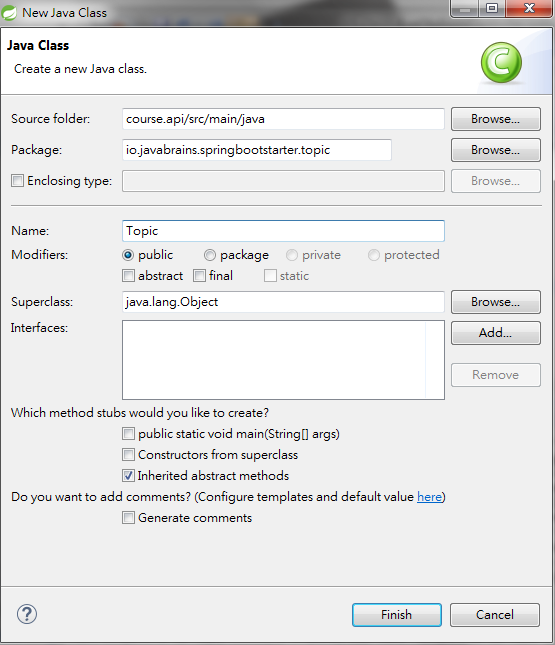 New Java Class
Java Class
Create a new Java class.
C
Source folder: course.api/src/main/java Browse...
Package: io.javabrains.springbootstarter.topic Browse...
Enclosing type: Browse...
Name: Topic
Modifiers: public package private protected
abstract final static
Superclass: java.lang.Object Browse...
Interfaces: Add...
Remove
Which method stubs would you like to create?
public static void main(String[] args)
Constructors from superclass
Inherited abstract methods
Do you want to add comments? (Configure templates and default value here)
Generate comments
? Finish Cancel